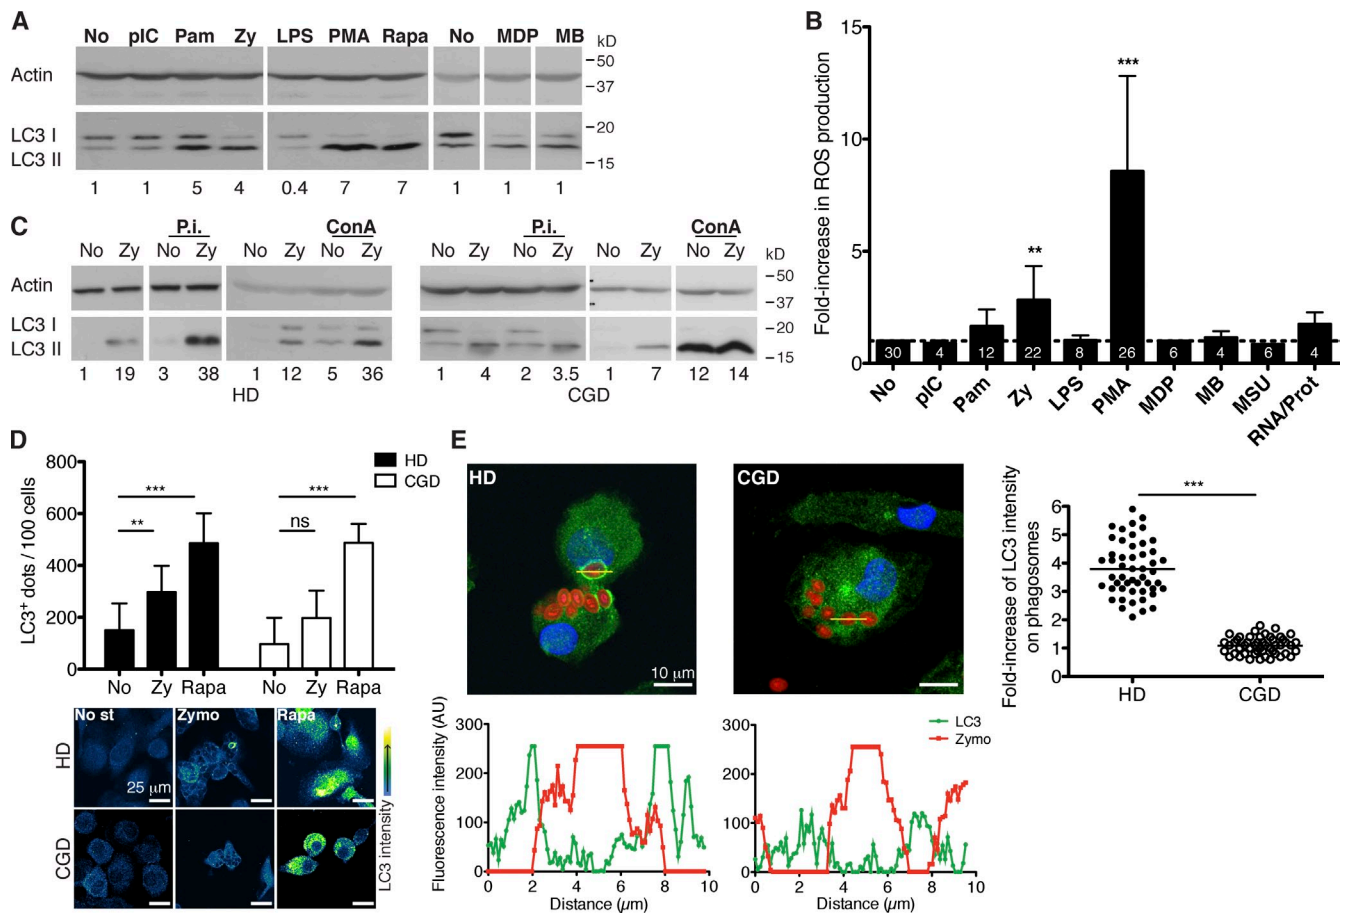 A
No pIC Pam Zy LPS PMA Rapa No MDP MB kD
Actin
50
37
LC3 I
LC3 II
20
15
1 1 5 4 0.4 7 7 1 1 1
B
Fold-increase in ROS production
15
10
5
0
***
**
30 4 12 22 8 26 6 4 6 4
No pIC Pam Zy LPS PMA MDP MB MSU RNA/Prot
C
P.i. ConA P.i. ConA
No Zy No Zy No Zy No Zy No Zy No Zy No Zy No Zy kD
Actin
50
37
LC3 I
LC3 II
20
15
1 19 3 38 1 12 5 36 1 4 2 3.5 1 7 12 14
HD CGD
D
LC3+ dots / 100 cells
800
600
400
200
0
HD
CGD
*** ***
** ns
No Zy Rapa No Zy Rapa
No st Zymo Rapa
HD
25 μm
CGD
LC3 intensity
E
HD CGD
10 μm
Fold-increase of LC3 intensity
on phagosomes
6
5
4
3
2
1
0
***
HD CGD
Fluorescence intensity (AU)
300
200
100
0
0 2 4 6 8 10
Distance (μm)
300
200
100
0
0 2 4 6 8 10
Distance (μm)
LC3
Zymo